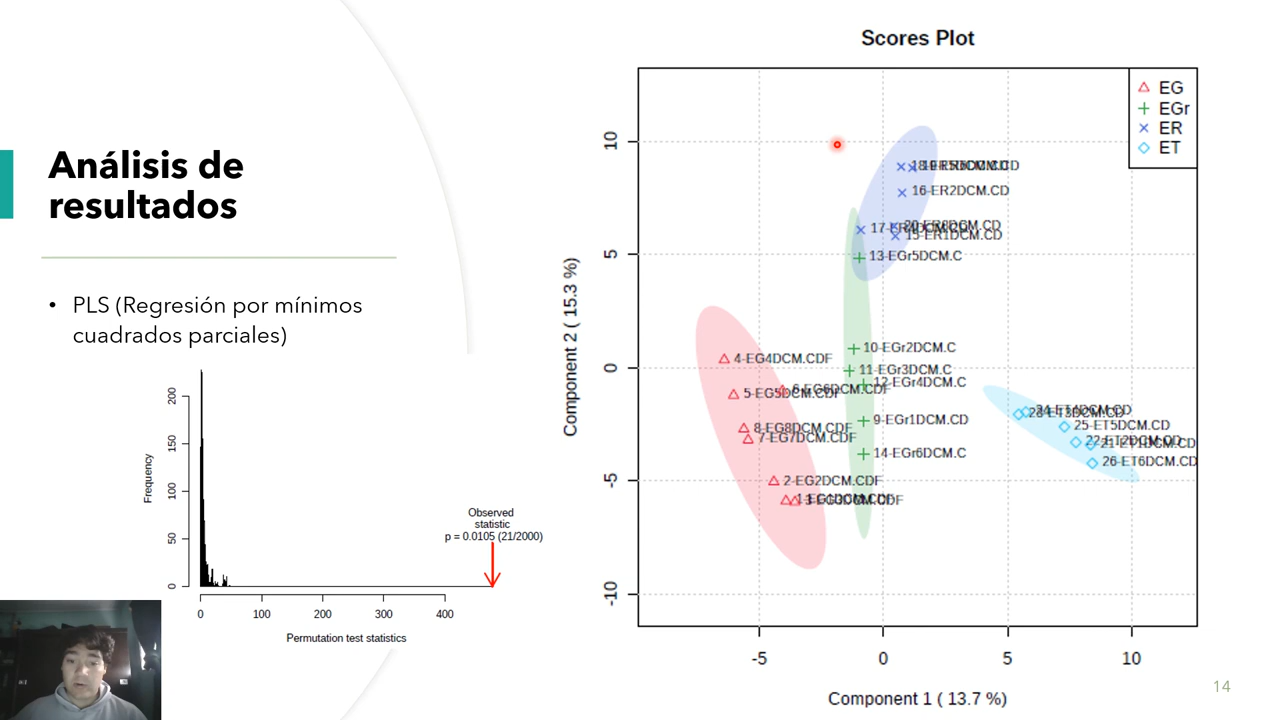 Análisis de
resultados
• PLS (Regresión por mínimos
cuadrados parciales)
Frequency
200
150
100
50
0
0 100 200 300 400
Permutation test statistics
Observed
statistic
p = 0.0105 (21/2000)
Scores Plot
EG
EGr
ER
ET
Component 2 ( 15.3 %)
10
5
0
-5
-10
16-ER2DCM.CD
15-ER1DCM.CD
13-EGr5DCM.C
10-EGr2DCM.C
4-EG4DCM.CDF
11-EGr3DCM.C
12-EGr4DCM.C
9-EGr1DCM.CD
8-EG8DCM.CDF
7-EG7DCM.CDF
14-EGr6DCM.C
2-EG2DCM.CDF
25-ET5DCM.CD
26-ET6DCM.CD
-5 0 5 10
Component 1 ( 13.7 %)
14